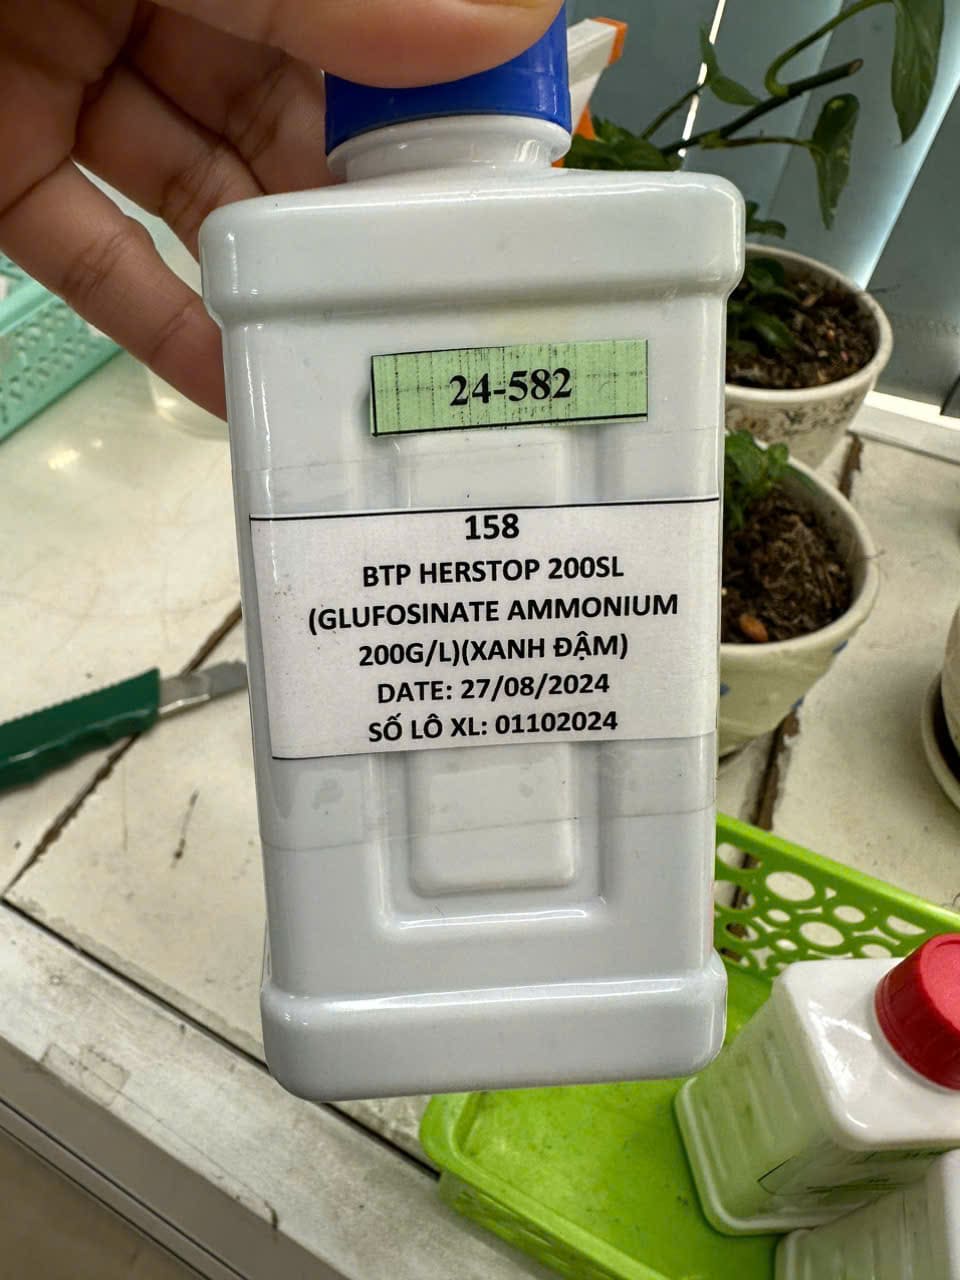 24-582
158
BTP HERSTOP 200SL
(GLUFOSINATE AMMONIUM
200G/L)(XANH ĐẬM)
DATE: 27/08/2024
SỐ LÔ XL: 01102024